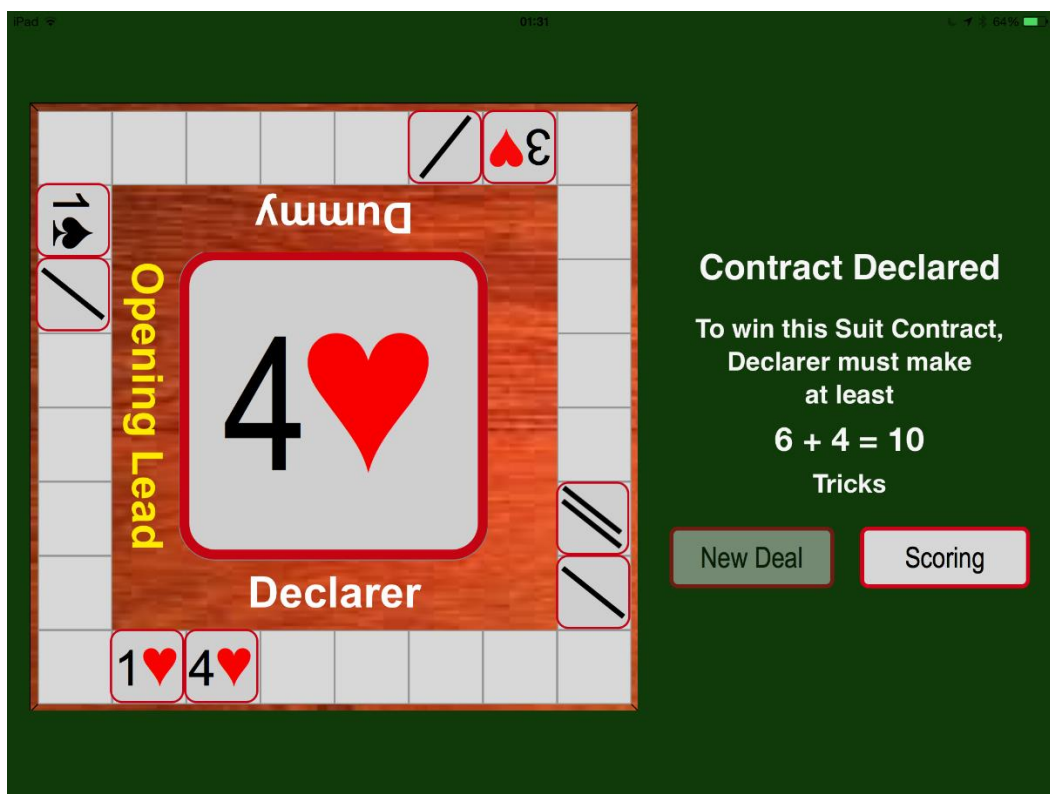 iPad 01:31 64%
3♥
Dummy
1♠
Opening Lead
4♥
Declarer
1♥ 4♥
Contract Declared
To win this Suit Contract,
Declarer must make
at least
6 + 4 = 10
Tricks
New Deal Scoring